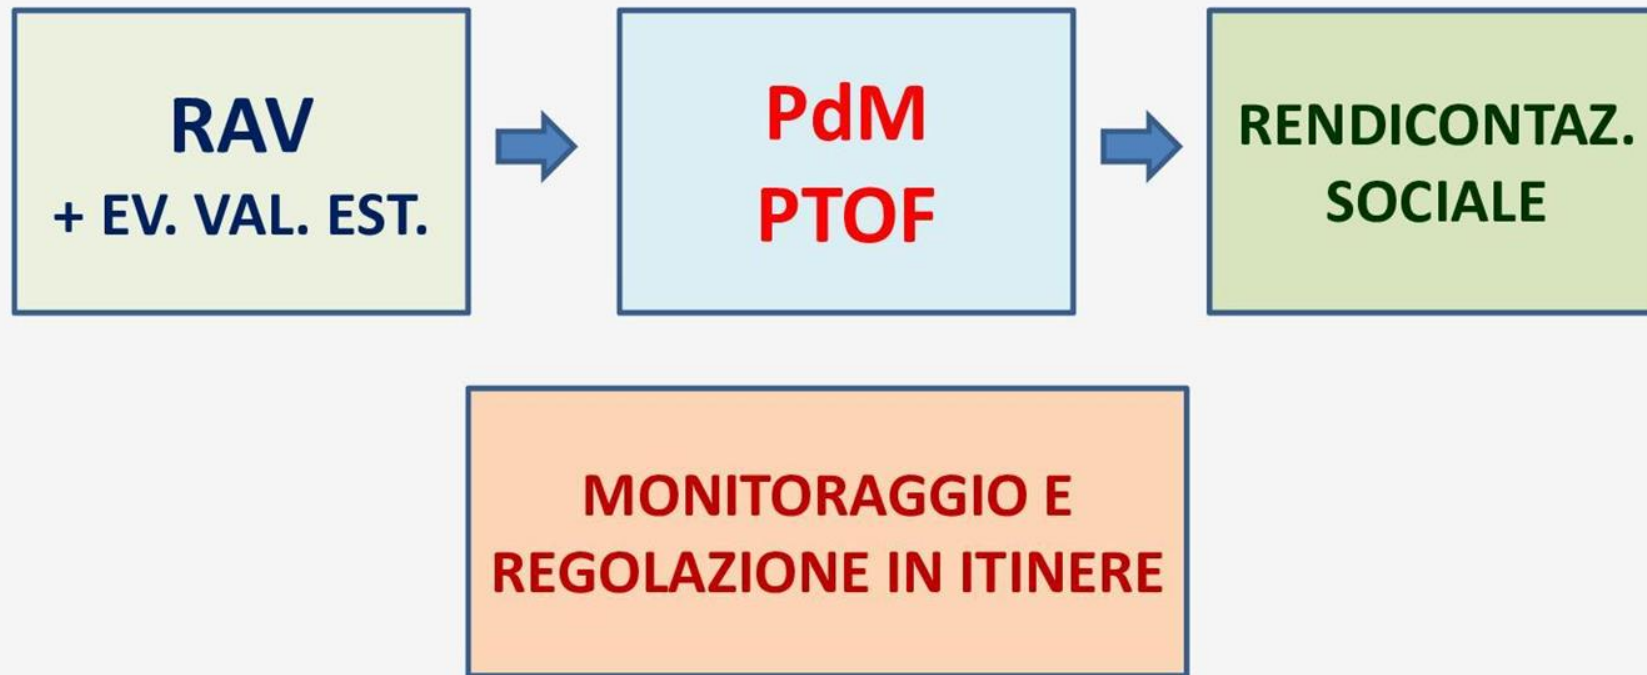 RAV
+ EV. VAL. EST.
PdM
PTOF
RENDICONTAZ.
SOCIALE
MONITORAGGIO E
REGOLAZIONE IN ITINERE